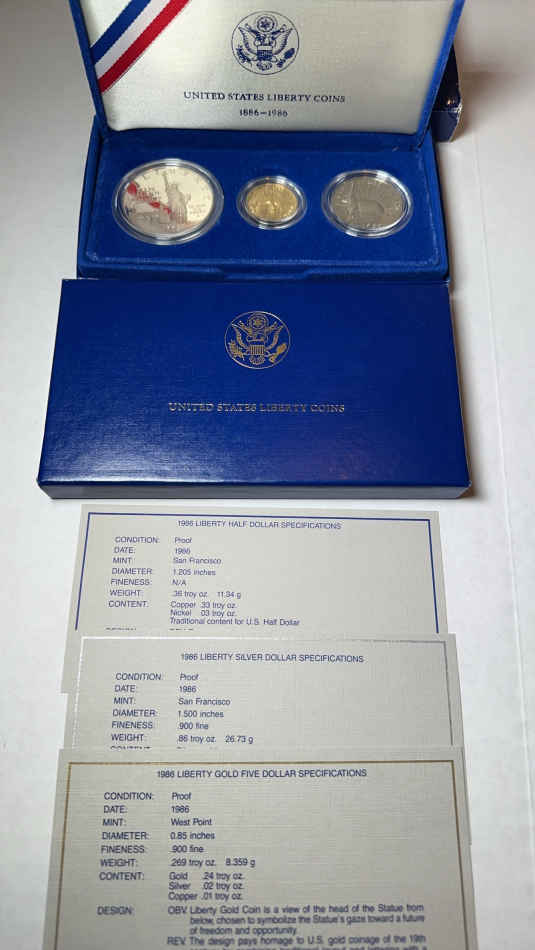 UNITED STATES LIBERTY COINS
1886-1986
UNITED STATES LIBERTY COINS
1986 LIBERTY HALF DOLLAR SPECIFICATIONS
CONDITION: Proof
DATE: 1986
MINT: San Francisco
DIAMETER: 1.205 inches
FINENESS: N/A
WEIGHT: .36 troy oz. 11.34 g
CONTENT: Copper .33 troy oz.
Nickel .03 troy oz.
Traditional content for U.S. Half Dollar
1986 LIBERTY SILVER DOLLAR SPECIFICATIONS
CONDITION: Proof
DATE: 1986
MINT: San Francisco
DIAMETER: 1.500 inches
FINENESS: .900 fine
WEIGHT: .86 troy oz. 26.73 g
CONTENT:
1986 LIBERTY GOLD FIVE DOLLAR SPECIFICATIONS
CONDITION: Proof
DATE: 1986
MINT: West Point
DIAMETER: 0.85 inches
FINENESS: .900 fine
WEIGHT: .269 troy oz. 8.359 g
CONTENT: Gold .24 troy oz.
Silver .02 troy oz.
Copper .01 troy oz.
DESIGN: OBV. Liberty Gold Coin is a view of the head of the Statue from
below, chosen to symbolize the Statue's gaze toward a future
of freedom and opportunity.
REV. The design pays homage to U.S. gold coinage of the 19th